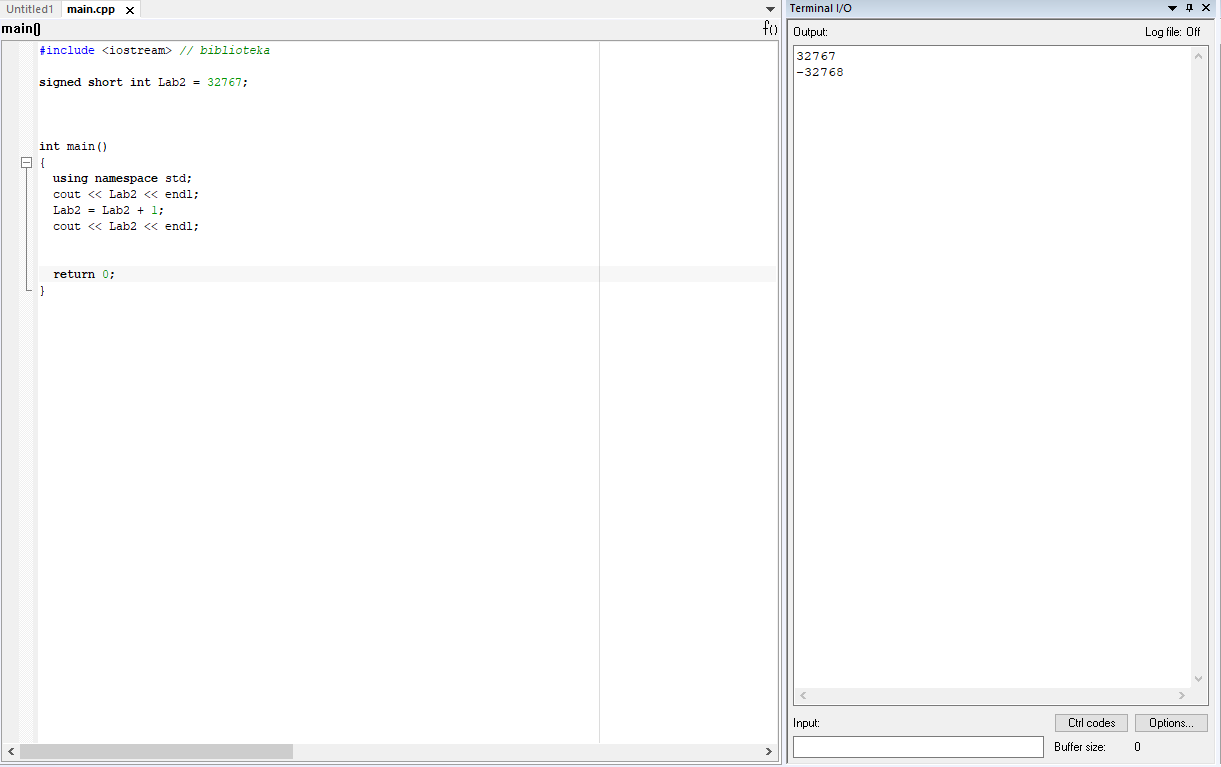 Untitled1 main.cpp x
main()
f()
#include <iostream> // biblioteka
signed short int Lab2 = 32767;
int main()
{
using namespace std;
cout << Lab2 << endl;
Lab2 = Lab2 + 1;
cout << Lab2 << endl;
return 0;
}
Terminal I/O
Output: Log file: Off
32767
-32768
Input: Ctrl codes Options...
Buffer size: 0